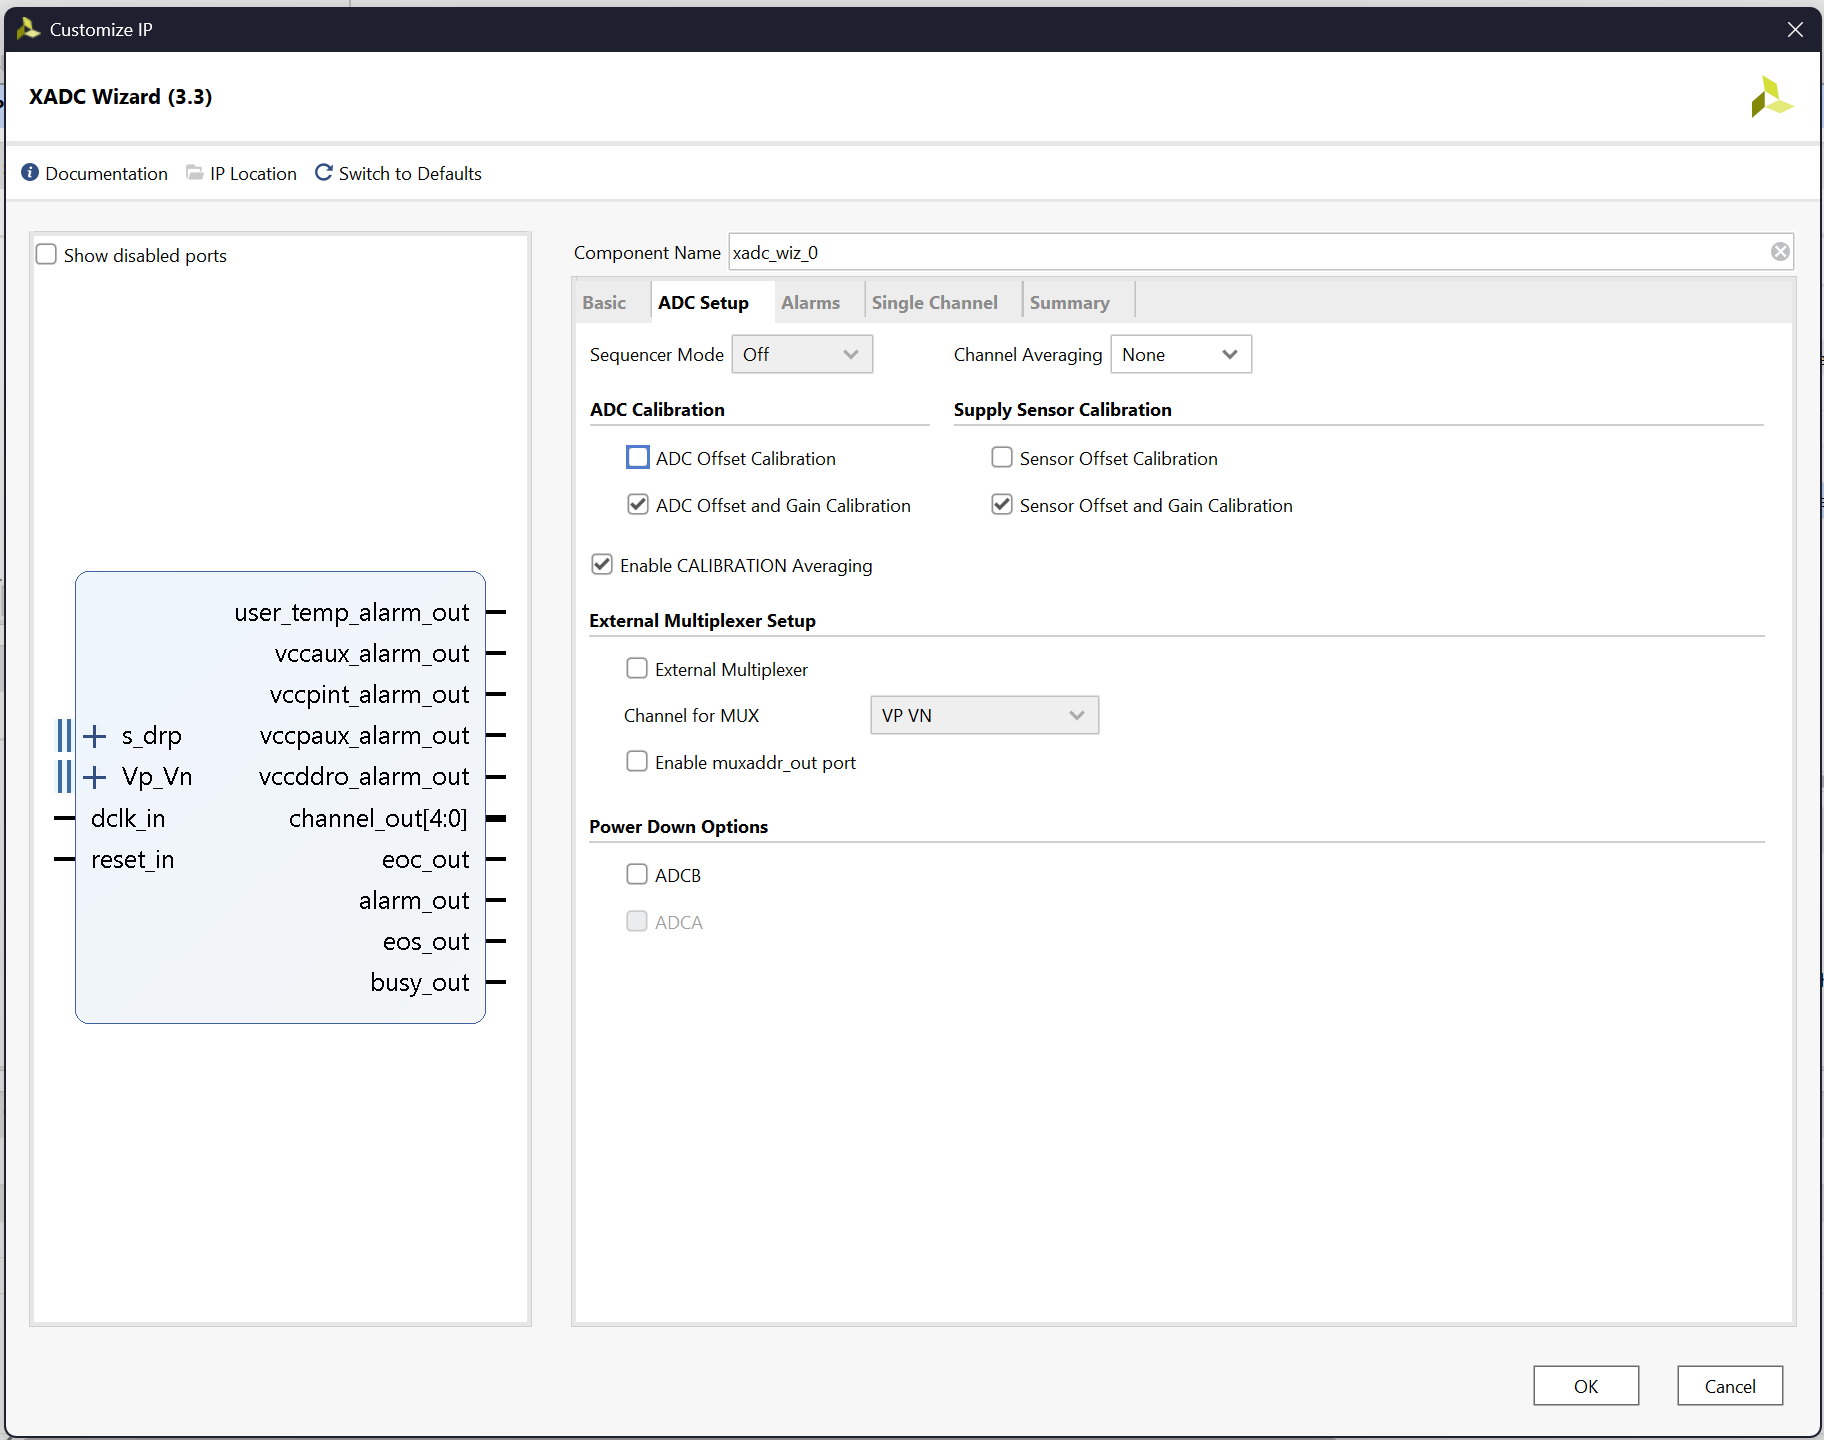 Customize IP
XADC Wizard (3.3)
Documentation IP Location Switch to Defaults
Show disabled ports
s_drp
Vp_Vn
dclk_in
reset_in
user_temp_alarm_out
vccaux_alarm_out
vccpint_alarm_out
vccpaux_alarm_out
vccddro_alarm_out
channel_out[4:0]
eoc_out
alarm_out
eos_out
busy_out
Component Name xadc_wiz_0
Basic ADC Setup Alarms Single Channel Summary
Sequencer Mode Off Channel Averaging None
ADC Calibration
ADC Offset Calibration
ADC Offset and Gain Calibration
Supply Sensor Calibration
Sensor Offset Calibration
Sensor Offset and Gain Calibration
Enable CALIBRATION Averaging
External Multiplexer Setup
External Multiplexer
Channel for MUX VP VN
Enable muxaddr_out port
Power Down Options
ADCB
ADCA
OK Cancel